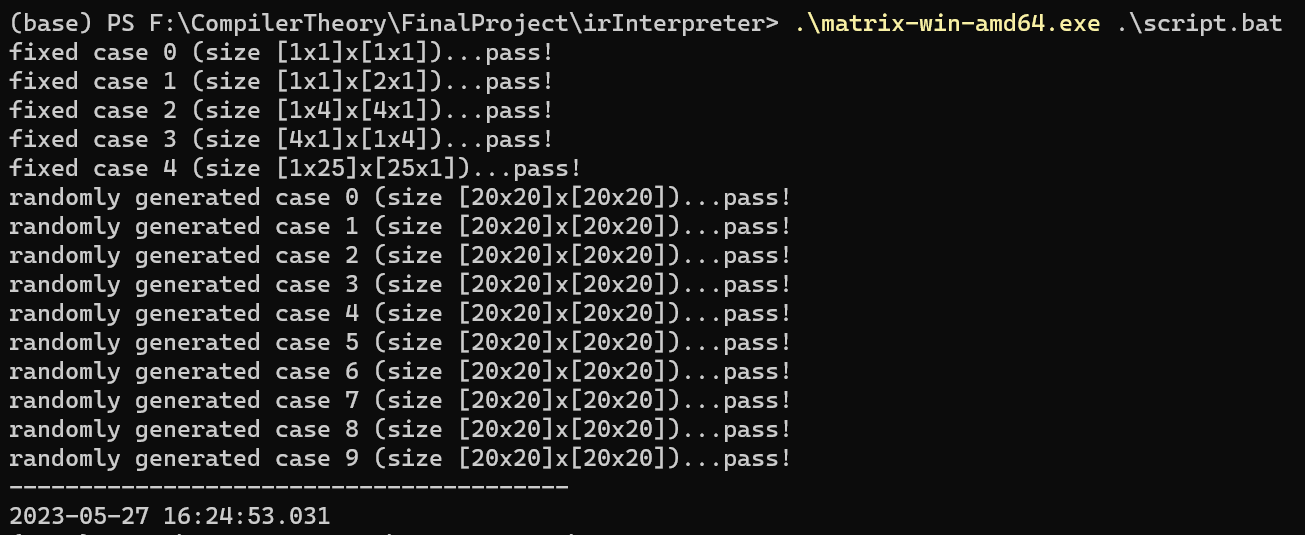 (base) PS F:\CompilerTheory\FinalProject\irInterpreter> .\matrix-win-amd64.exe .\script.bat
fixed case 0 (size [1x1]x[1x1])...pass!
fixed case 1 (size [1x1]x[2x1])...pass!
fixed case 2 (size [1x4]x[4x1])...pass!
fixed case 3 (size [4x1]x[1x4])...pass!
fixed case 4 (size [1x25]x[25x1])...pass!
randomly generated case 0 (size [20x20]x[20x20])...pass!
randomly generated case 1 (size [20x20]x[20x20])...pass!
randomly generated case 2 (size [20x20]x[20x20])...pass!
randomly generated case 3 (size [20x20]x[20x20])...pass!
randomly generated case 4 (size [20x20]x[20x20])...pass!
randomly generated case 5 (size [20x20]x[20x20])...pass!
randomly generated case 6 (size [20x20]x[20x20])...pass!
randomly generated case 7 (size [20x20]x[20x20])...pass!
randomly generated case 8 (size [20x20]x[20x20])...pass!
randomly generated case 9 (size [20x20]x[20x20])...pass!
----------------------------------------
2023-05-27 16:24:53.031